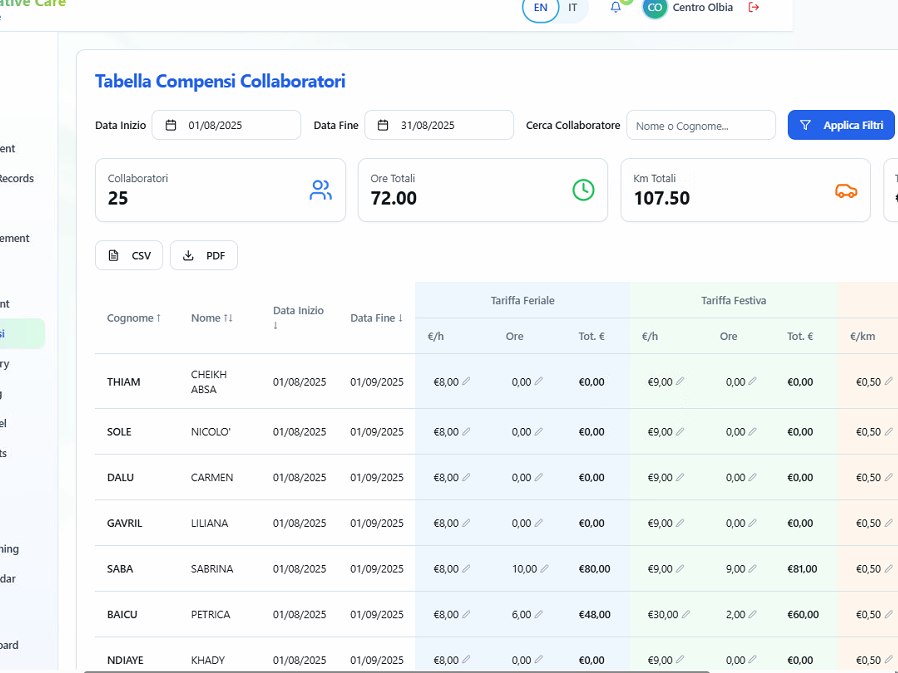 ative Care
EN IT CO Centro Olbia
ent
Records
ement
nt
si
ry
g
el
ts
ning
dar
oard
Tabella Compensi Collaboratori
Data Inizio 01/08/2025 Data Fine 31/08/2025 Cerca Collaboratore Nome o Cognome... Applica Filtri
Collaboratori
25
Ore Totali
72.00
Km Totali
107.50
CSV PDF
Tariffa Feriale Tariffa Festiva
Cognome ↑ Nome ↑↓ Data Inizio ↓ Data Fine ↓ €/h Ore Tot. € €/h Ore Tot. € €/km
THIAM CHEIKH ABSA 01/08/2025 01/09/2025 €8,00 0,00 €0,00 €9,00 0,00 €0,00 €0,50
SOLE NICOLO' 01/08/2025 01/09/2025 €8,00 0,00 €0,00 €9,00 0,00 €0,00 €0,50
DALU CARMEN 01/08/2025 01/09/2025 €8,00 0,00 €0,00 €9,00 0,00 €0,00 €0,50
GAVRIL LILIANA 01/08/2025 01/09/2025 €8,00 0,00 €0,00 €9,00 0,00 €0,00 €0,50
SABA SABRINA 01/08/2025 01/09/2025 €8,00 10,00 €80,00 €9,00 9,00 €81,00 €0,50
BAICU PETRICA 01/08/2025 01/09/2025 €8,00 6,00 €48,00 €30,00 2,00 €60,00 €0,50
NDIAYE KHADY 01/08/2025 01/09/2025 €8,00 0,00 €0,00 €9,00 0,00 €0,00 €0,50